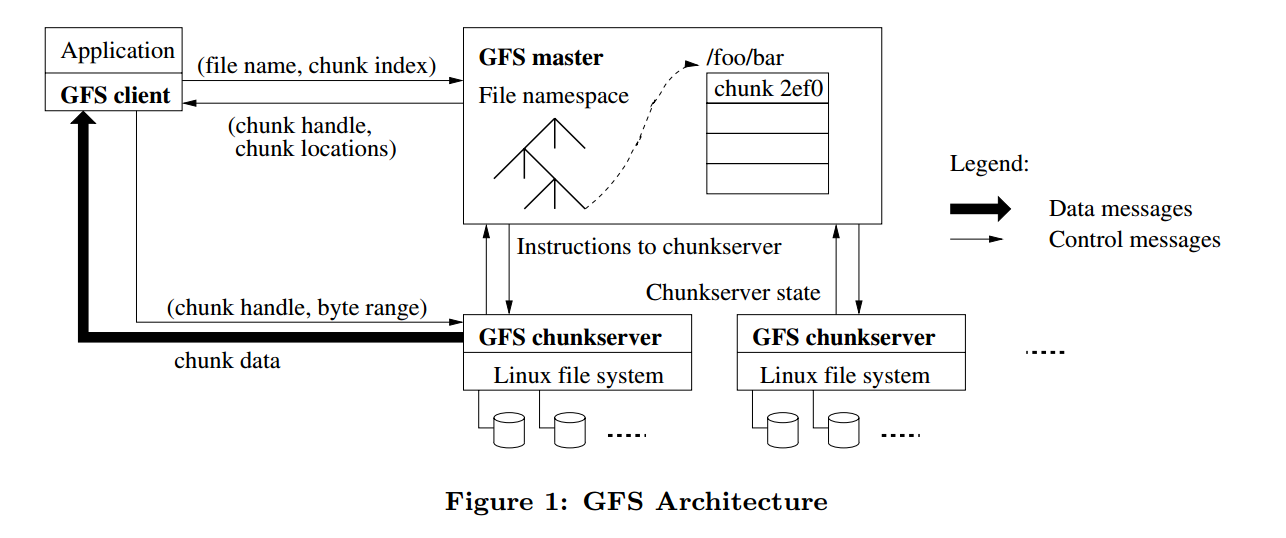 Application
GFS client
(file name, chunk index)
(chunk handle,
chunk locations)
GFS master
File namespace
/foo/bar
chunk 2ef0
Legend:
Data messages
Control messages
Instructions to chunkserver
Chunkserver state
(chunk handle, byte range)
chunk data
GFS chunkserver
Linux file system
GFS chunkserver
Linux file system
Figure 1: GFS Architecture